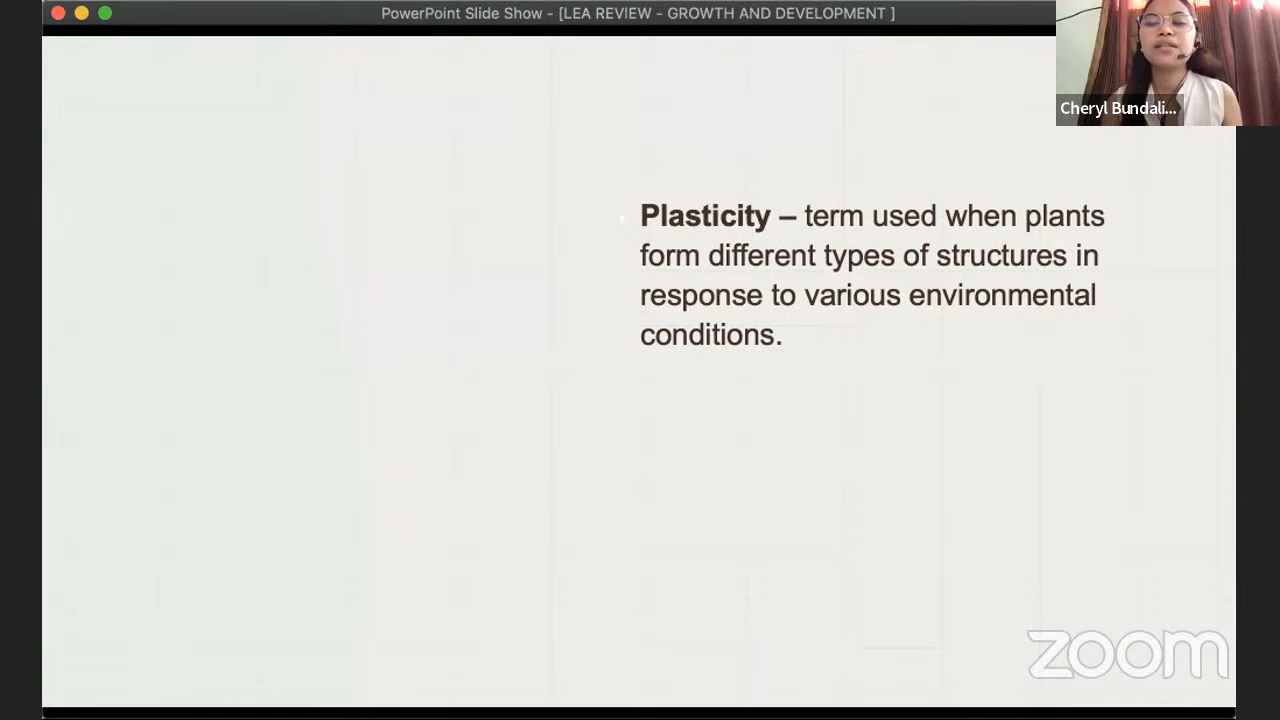 PowerPoint Slide Show - [LEA REVIEW - GROWTH AND DEVELOPMENT ]
Cheryl Bundali...
Plasticity – term used when plants
form different types of structures in
response to various environmental
conditions.
zoom